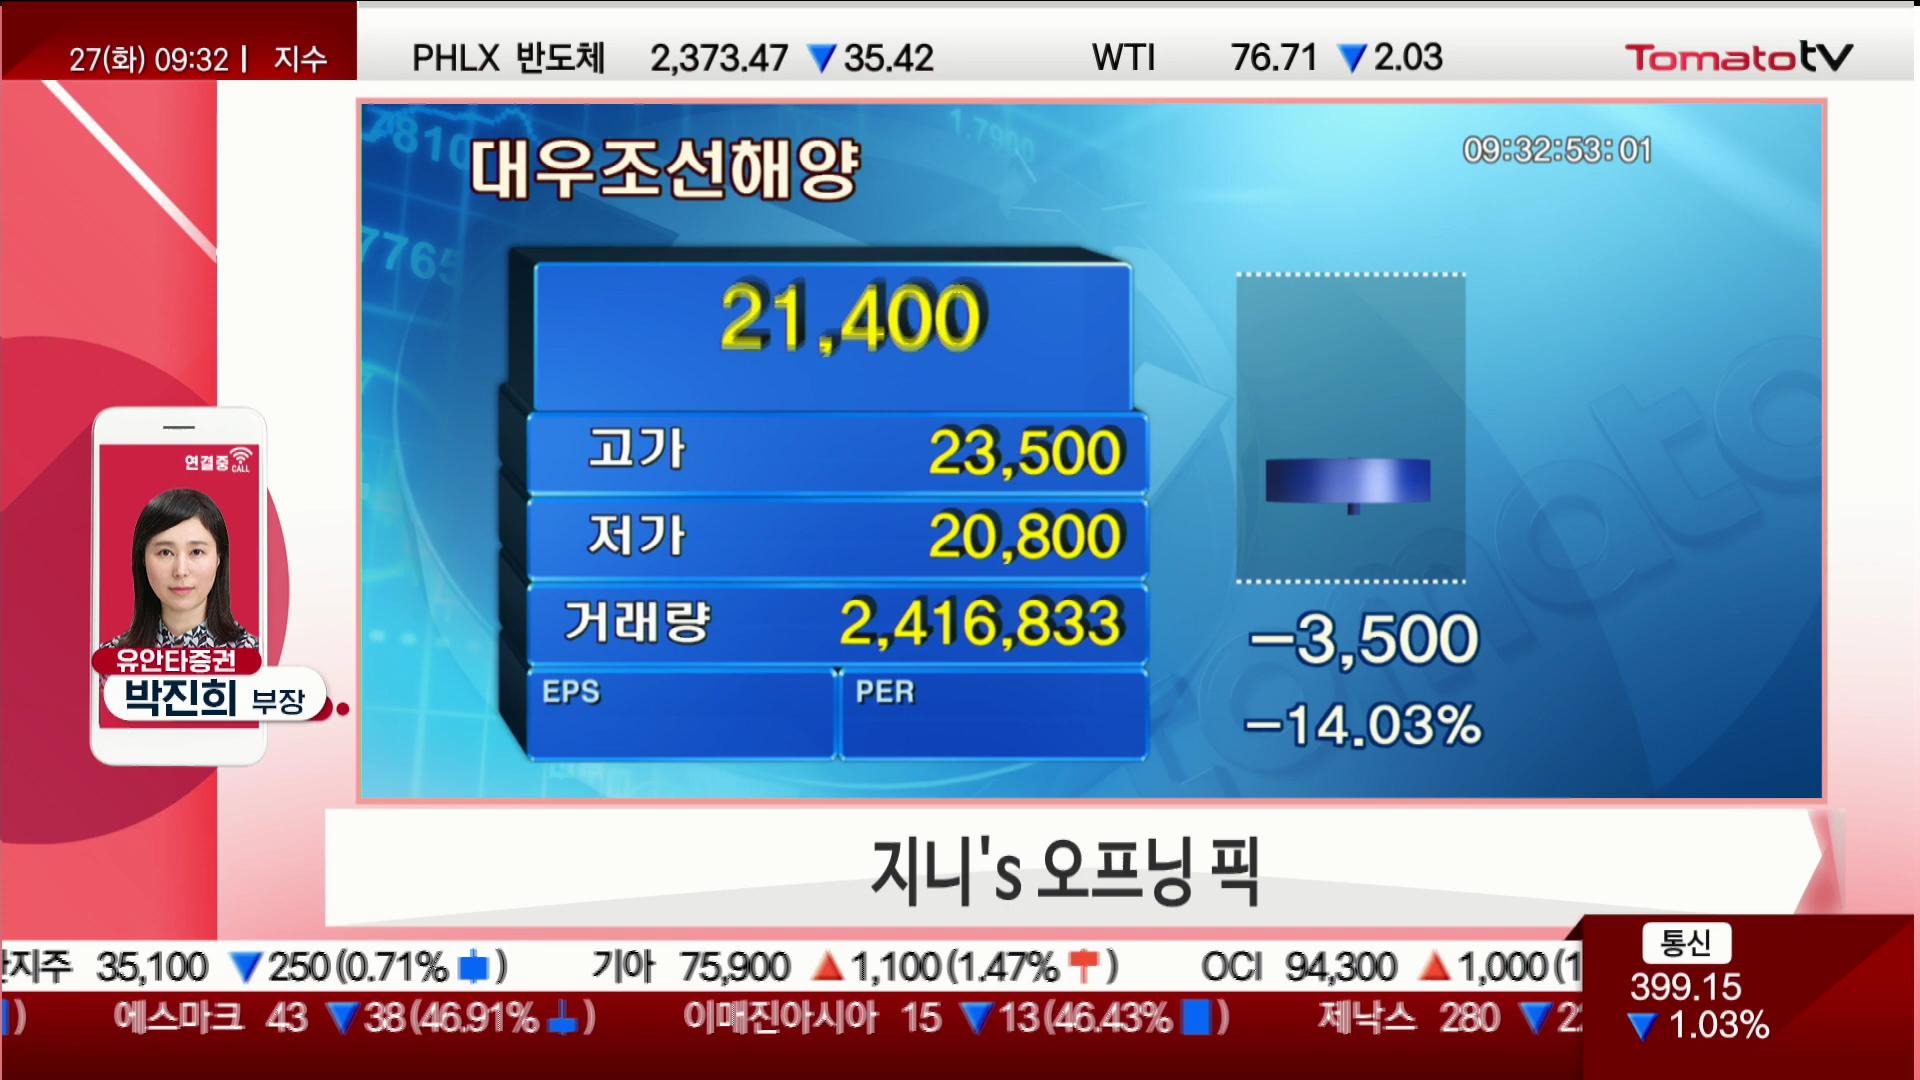 27(화) 09:32 | 지수 PHLX 반도체 2,373.47 ▼35.42 WTI 76.71 ▼2.03 Tomatotv
대우조선해양 09:32:53:01
21,400
고가 23,500
저가 20,800
거래량 2,416,833
EPS PER
-3,500
-14.03%
연결중 CALL
유안타증권
박진희 부장
지니's 오프닝 픽
지주 35,100 ▼250(0.71% ) 기아 75,900 ▲1,100(1.47% ) OCI 94,300 ▲1,000(1
) 에스마크 43 ▼38(46.91% ) 이매진아시아 15 ▼13(46.43% ) 제낙스 280 ▼2
통신
399.15
▼1.03%